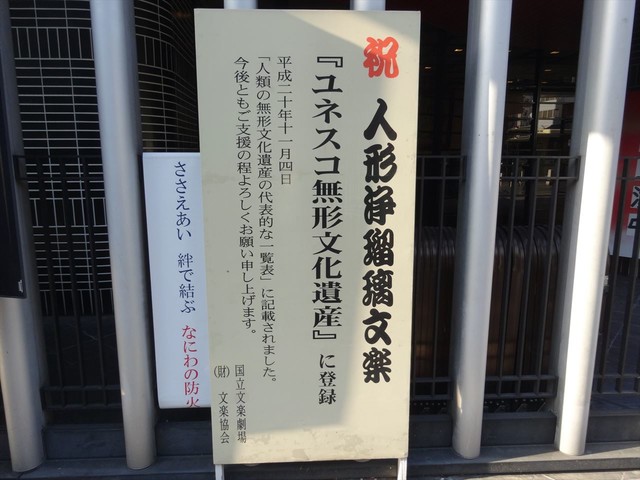 祝 人形浄瑠璃文楽
『ユネスコ無形文化遺産』に登録
平成二十年十一月四日
「人類の無形文化遺産の代表的な一覧表」に記載されました。
今後ともご支援の程よろしくお願い申し上げます。
国立文楽劇場
(財) 文楽協会
ささえあい 絆で結ぶ なにわの防火